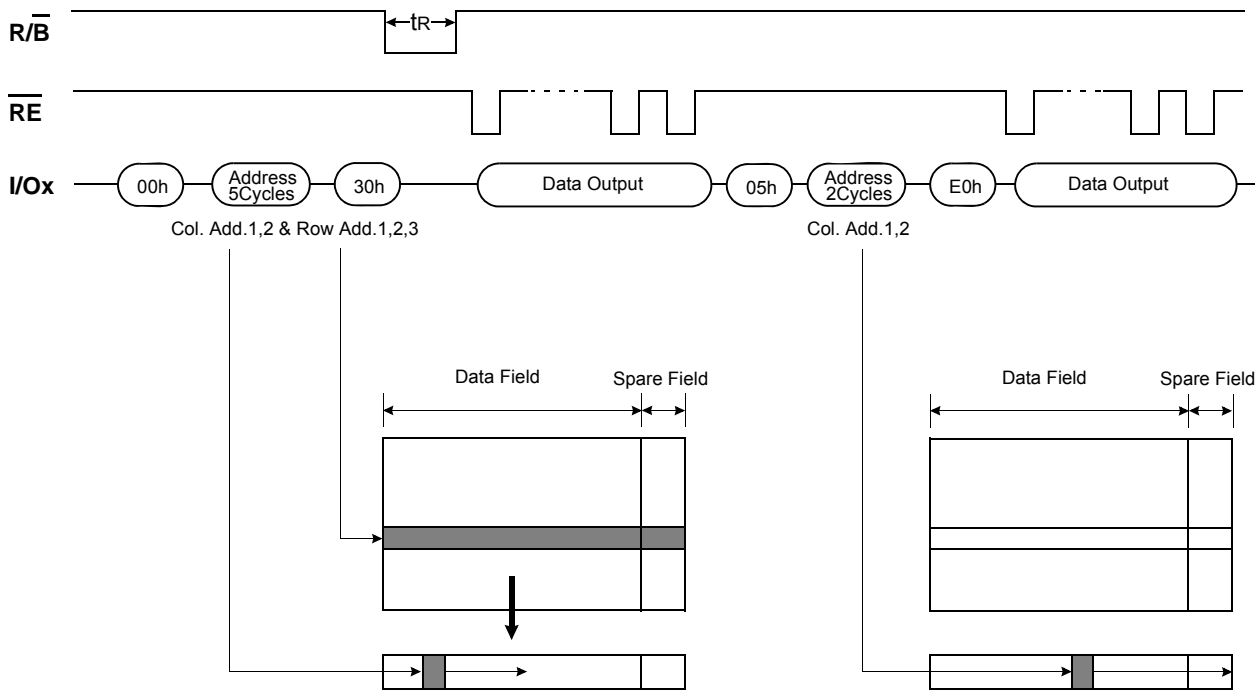 R/B
tR
RE
I/Ox
00h
Address
5Cycles
30h
Data Output
05h
Address
2Cycles
E0h
Data Output
Col. Add.1,2 & Row Add.1,2,3
Col. Add.1,2
Data Field
Spare Field
Data Field
Spare Field